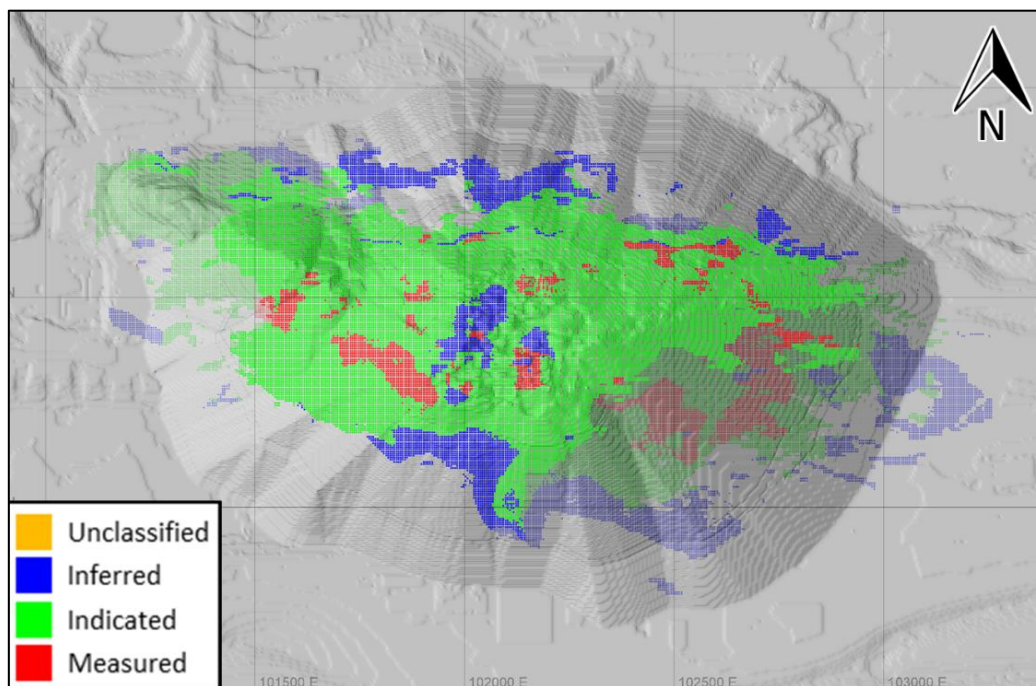 N
Unclassified
Inferred
Indicated
Measured
101500 E
102000 E
102500 E
103000 E